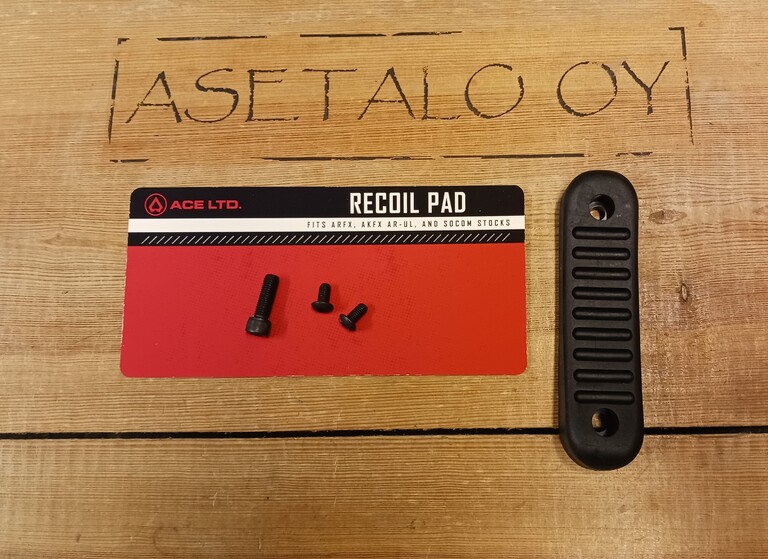 ASETALO OY
ACE LTD.
RECOIL PAD
FITS ARFX, AKFX AR-UL, AND SOCOM STOCKS